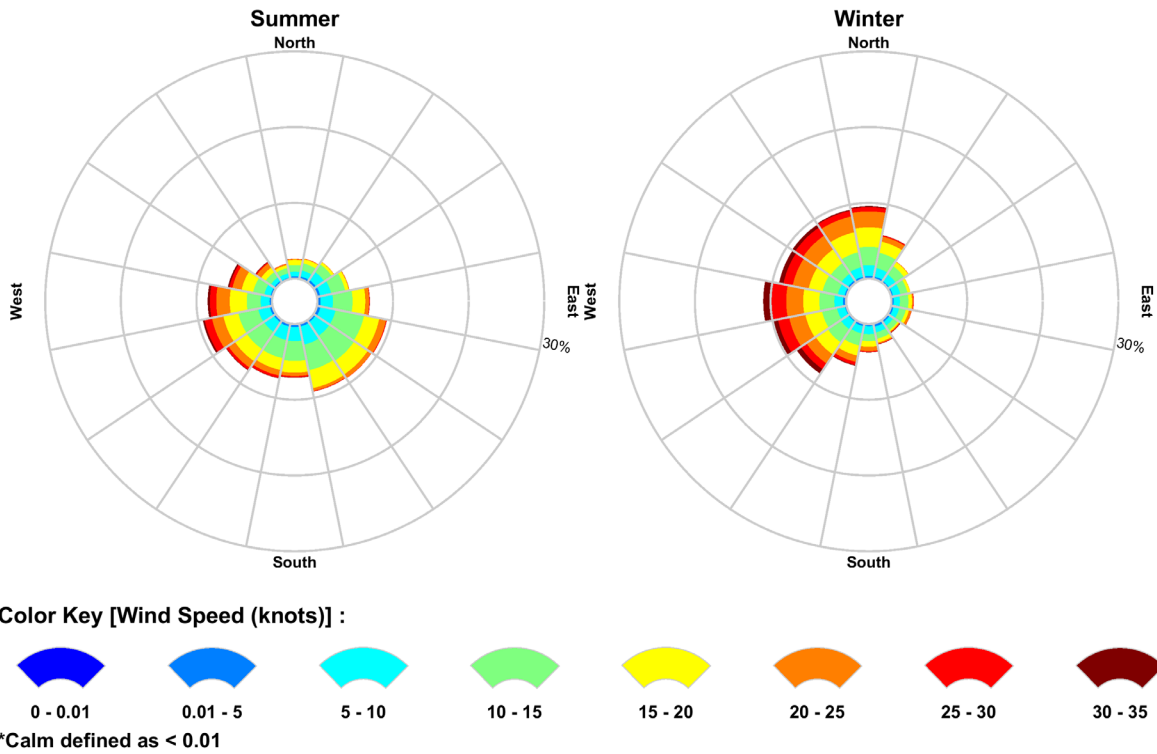 Summer
North
West
East
30%
South
Winter
North
West
East
30%
South
Color Key [Wind Speed (knots)] :
0 - 0.01
0.01 - 5
5 - 10
10 - 15
15 - 20
20 - 25
25 - 30
30 - 35
*Calm defined as < 0.01